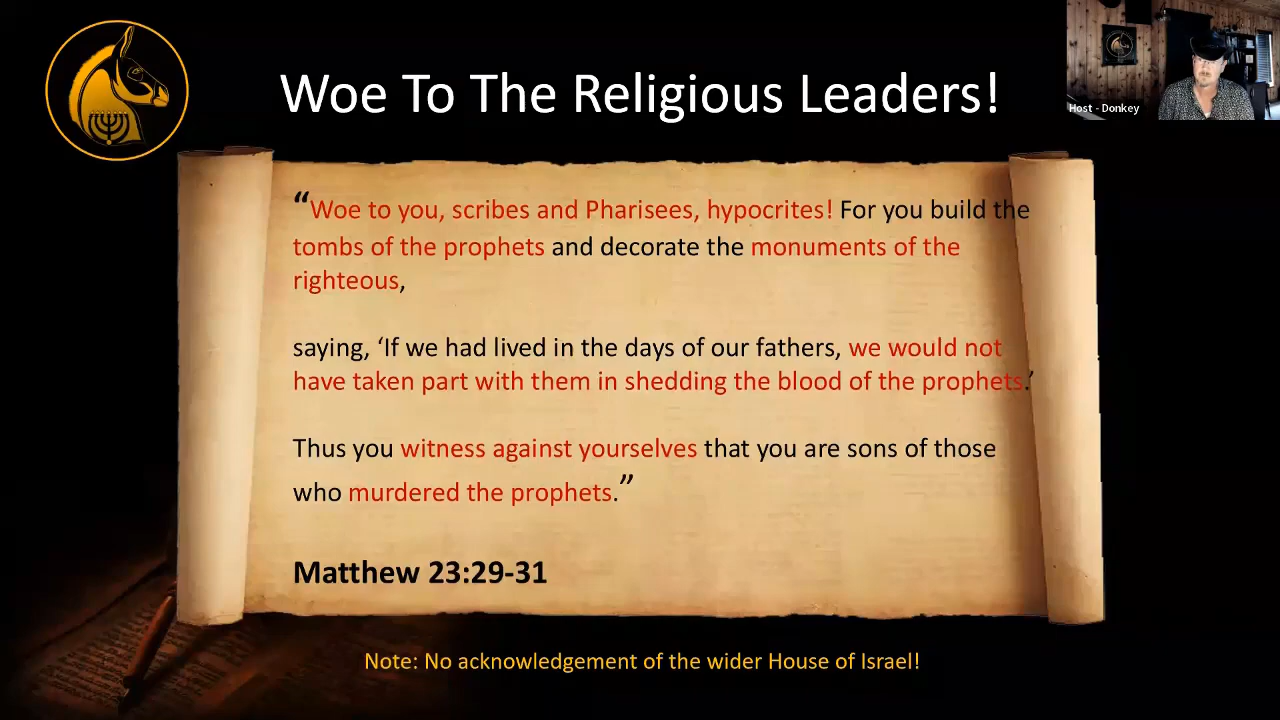 Woe To The Religious Leaders!
Host - Donkey
“Woe to you, scribes and Pharisees, hypocrites! For you build the
tombs of the prophets and decorate the monuments of the
righteous,
saying, ‘If we had lived in the days of our fathers, we would not
have taken part with them in shedding the blood of the prophets.’
Thus you witness against yourselves that you are sons of those
who murdered the prophets.”
Matthew 23:29-31
Note: No acknowledgement of the wider House of Israel!